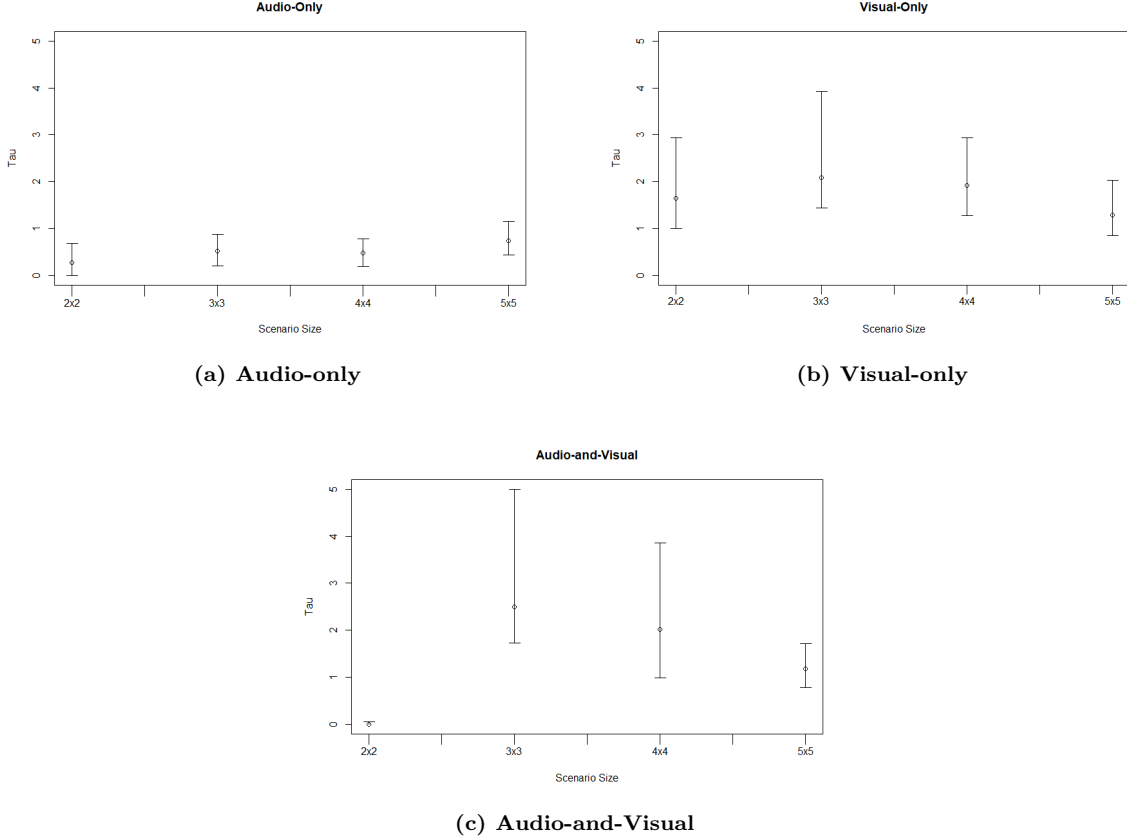 Audio-Only
Tau
5
4
3
2
1
0
2x2 3x3 4x4 5x5
Scenario Size
(a) Audio-only
Visual-Only
Tau
5
4
3
2
1
0
2x2 3x3 4x4 5x5
Scenario Size
(b) Visual-only
Audio-and-Visual
Tau
5
4
3
2
1
0
2x2 3x3 4x4 5x5
Scenario Size
(c) Audio-and-Visual